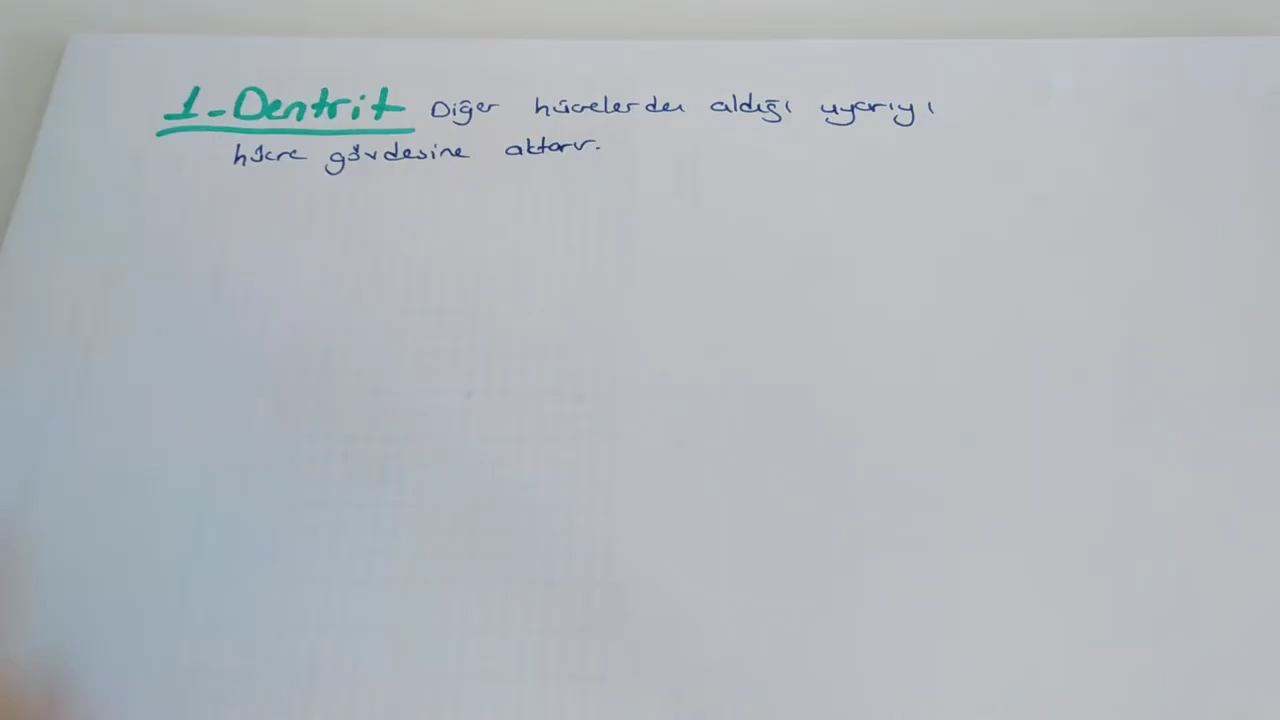 1-Dentrit Diğer hücrelerden aldığı uyarıyı
hücre gövdesine aktarır.